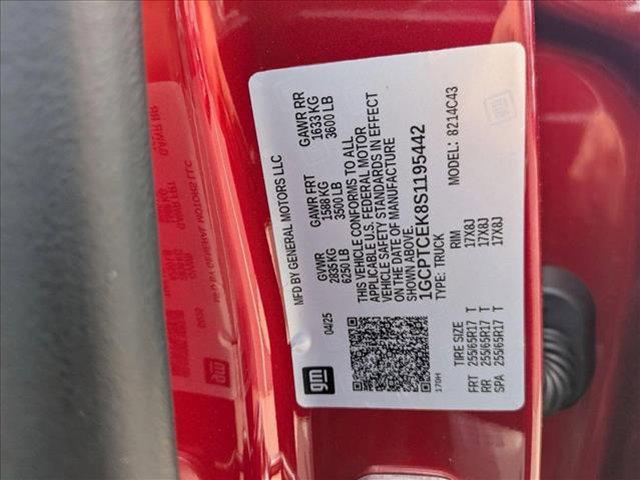 MFD BY GENERAL MOTORS LLC
04/25
GVWR
2835KG
6250 LB
GAWR FRT
1588 KG
3500 LB
GAWR RR
1633 KG
3600 LB
THIS VEHICLE CONFORMS TO ALL
APPLICABLE U.S. FEDERAL MOTOR
VEHICLE SAFETY STANDARDS IN EFFECT
ON THE DATE OF MANUFACTURE
SHOWN ABOVE.
1GCPTCEK8S1195442
TYPE: TRUCK
MODEL: 8214C43
gm
170H
TIRE SIZE RIM
FRT 255/65R17 T 17X8J
RR 255/65R17 T 17X8J
SPA 255/65R17 T 17X8J